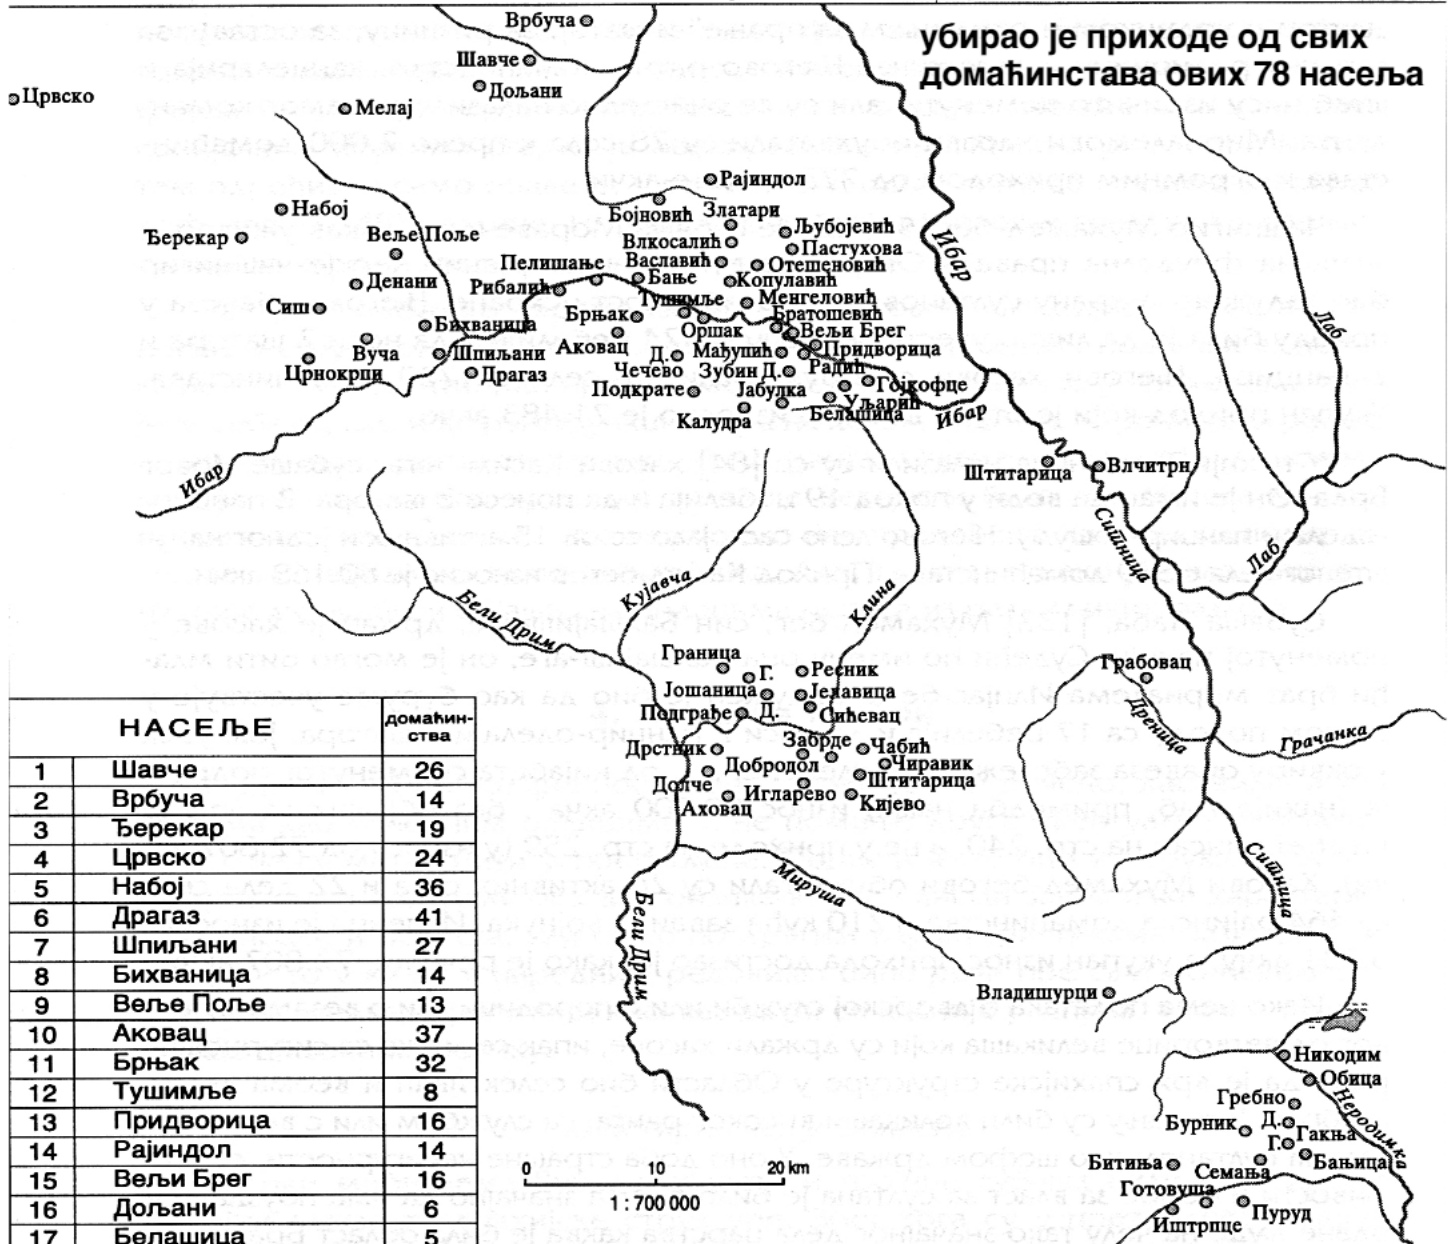 убирао је приходе од свих
домаћинстава ових 78 насеља
Врбуча
Шавче
Дољани
Црвско
Мелај
Рајиндол
Набој
Бојновић
Златари
Ђерекар
Веље Поље
Љубојевић
Влкосалић
Пастухова
Пелишање
Ваславић
Отешеновић
Денани
Рибалић
Бање
Копулавић
Сиш
Тушимље
Менгеловић
Бихваница
Брњак
Братошевић
Оршак
Вељи Брег
Вуча
Шпиљани
Аковац
Д.
Мађупић
Придворица
Црнокрпи
Драгаз
Чечево
Зубин Д.
Радић
Гојкофце
Подкрате
Јабулка
Уљарић
Калудра
Белашица
Ибар
Ибар
Ибар
Лаб
Штитарица
Влчитрн
Ситница
Лаб
Бели Дрим
Кујавча
Клина
Граница
Г.
Ресник
Грабовац
Јошаница
Јелавица
Подграђе
Д.
Сићевац
Дреница
Грачанка
Дрстник
Забрде
Чабић
Добродол
Чиравик
Долче
Штитарица
Аховац
Игларево
Кијево
Мируша
Бели Дрим
Ситница
Владишурци
Никодим
Обица
Гребно
Неродимка
Бурник
Д.
Г.
Гакња
Битиња
Семања
Бањица
Готовуша
Иштрпце
Пуруд
0 10 20 km
1 : 700 000
НАСЕЉЕ домаћин-
ства
1 Шавче 26
2 Врбуча 14
3 Ђерекар 19
4 Црвско 24
5 Набој 36
6 Драгаз 41
7 Шпиљани 27
8 Бихваница 14
9 Веље Поље 13
10 Аковац 37
11 Брњак 32
12 Тушимље 8
13 Придворица 16
14 Рајиндол 14
15 Вељи Брег 16
16 Дољани 6
17 Белашица 5